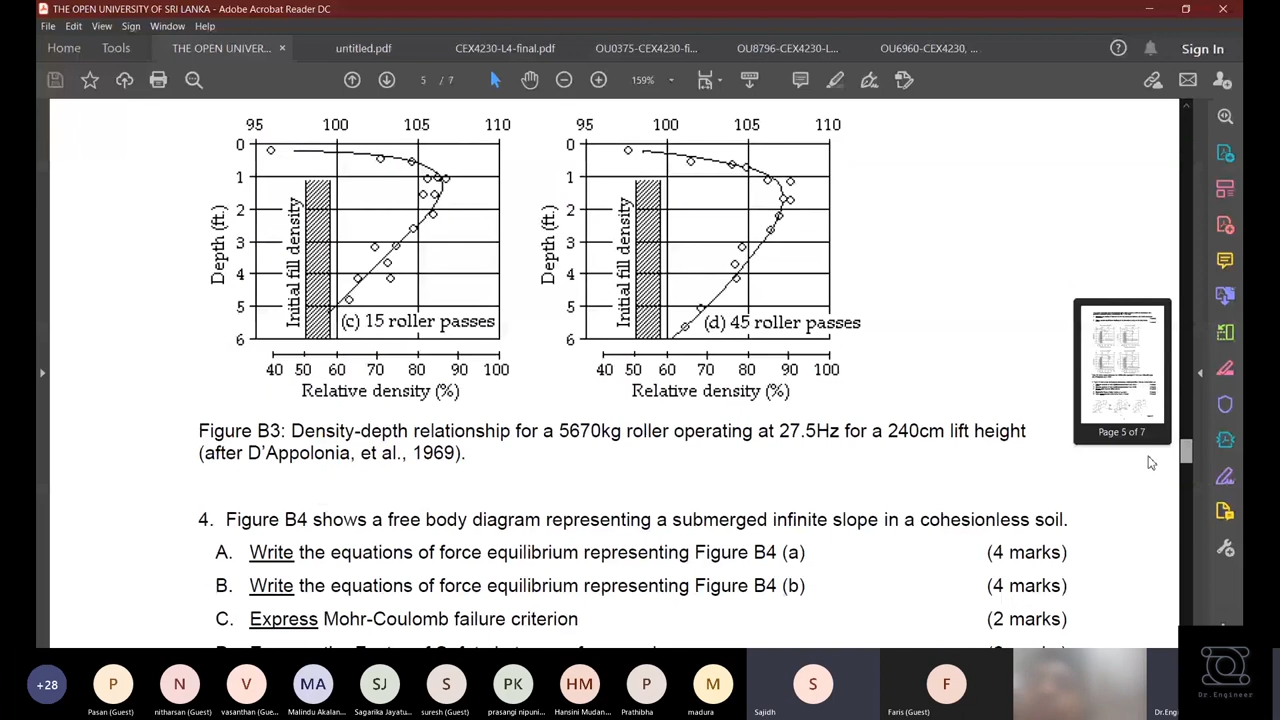 THE OPEN UNIVERSITY OF SRI LANKA - Adobe Acrobat Reader DC
File Edit View Sign Window Help
Home Tools THE OPEN UNIVER... × untitled.pdf CEX4230-L4-final.pdf OU0375-CEX4230-fi... OU8796-CEX4230-L... OU6960-CEX4230, ... Sign In
5 / 7 159%
95 100 105 110 95 100 105 110
0 0
1 1
2 2
3 3
4 4
5 5
6 6
Depth (ft.) Initial fill density Depth (ft.) Initial fill density
(c) 15 roller passes (d) 45 roller passes
40 50 60 70 80 90 100 40 50 60 70 80 90 100
Relative density (%) Relative density (%)
Page 5 of 7
Figure B3: Density-depth relationship for a 5670kg roller operating at 27.5Hz for a 240cm lift height
(after D'Appolonia, et al., 1969).
4. Figure B4 shows a free body diagram representing a submerged infinite slope in a cohesionless soil.
A. Write the equations of force equilibrium representing Figure B4 (a) (4 marks)
B. Write the equations of force equilibrium representing Figure B4 (b) (4 marks)
C. Express Mohr-Coulomb failure criterion (2 marks)
+28 P N V MA SJ S PK HM P M S F
Pasan (Guest) nitharsan (Guest) vasanthan (Gue... Malindu Akalan... Sagarika Jayatu... suresh (Guest) prasangi nipuni... Hansini Mudan... Prathibha madura Sajidh Faris (Guest) Dr.Eng
Dr.Engineer